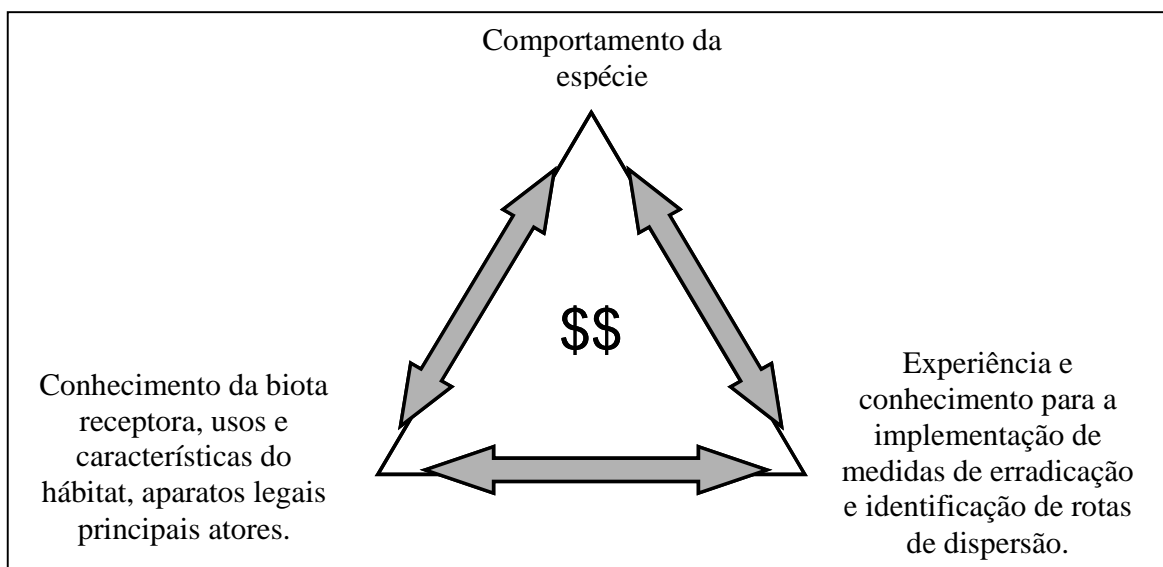 Comportamento da
espécie
$$
Conhecimento da biota
receptora, usos e
características do
hábitat, aparatos legais
principais atores.
Experiência e
conhecimento para a
implementação de
medidas de erradicação
e identificação de rotas
de dispersão.